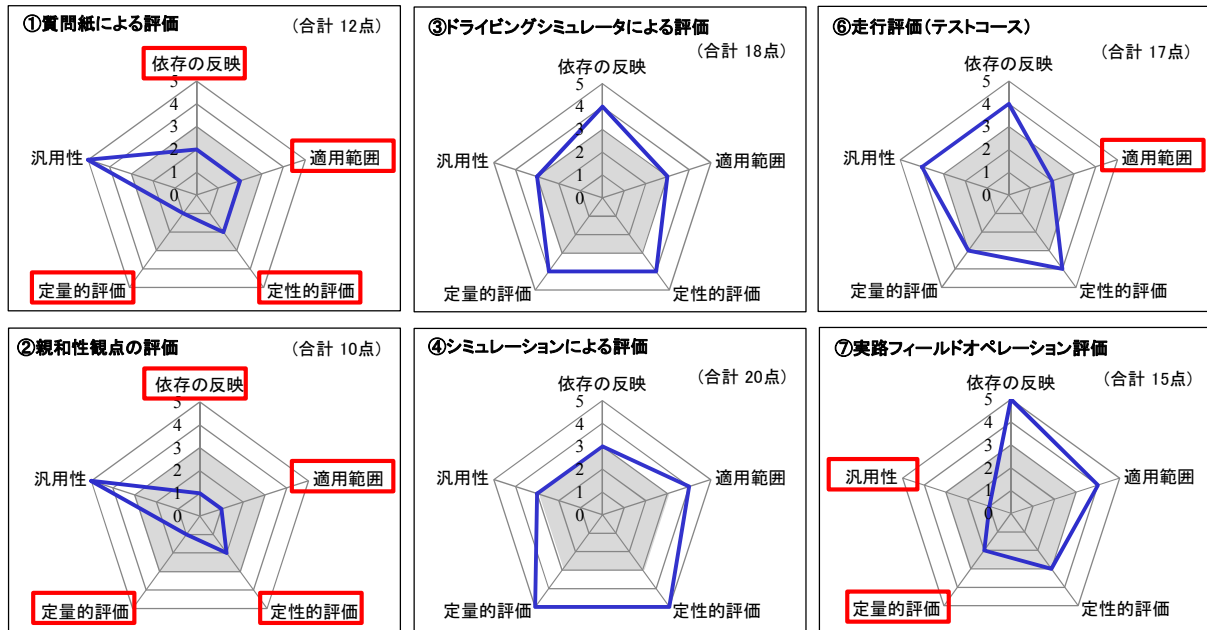 ①質問紙による評価
(合計 12点)
依存の反映
5
4
3
2
1
0
汎用性
適用範囲
定量的評価
定性的評価
③ドライビングシミュレータによる評価
(合計 18点)
依存の反映
5
4
3
2
1
0
汎用性
適用範囲
定量的評価
定性的評価
⑥走行評価(テストコース)
(合計 17点)
依存の反映
5
4
3
2
1
0
汎用性
適用範囲
定量的評価
定性的評価
②親和性観点の評価
(合計 10点)
依存の反映
5
4
3
2
1
0
汎用性
適用範囲
定量的評価
定性的評価
④シミュレーションによる評価
(合計 20点)
依存の反映
5
4
3
2
1
0
汎用性
適用範囲
定量的評価
定性的評価
⑦実路フィールドオペレーション評価
(合計 15点)
依存の反映
5
4
3
2
1
0
汎用性
適用範囲
定量的評価
定性的評価